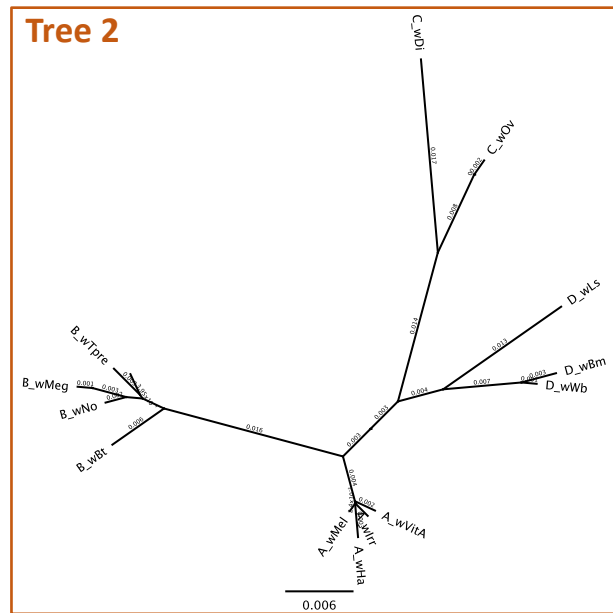 Tree 2
C_wDi
C_wOv
0.017
0.008
D_wLs
0.014
0.013
B_wTpre
D_wBm
B_wMeg
0.001
0.004
0.007
D_wWb
B_wNo
0.003
0.016
0.006
0.003
B_wBt
0.004
0.002
A_wVitA
A_wMel
A_wIrr
A_wHa
0.006